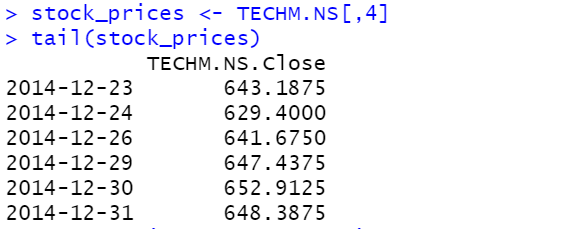 > stock_prices <- TECHM.NS[,4]
> tail(stock_prices)
TECHM.NS.Close
2014-12-23 643.1875
2014-12-24 629.4000
2014-12-26 641.6750
2014-12-29 647.4375
2014-12-30 652.9125
2014-12-31 648.3875